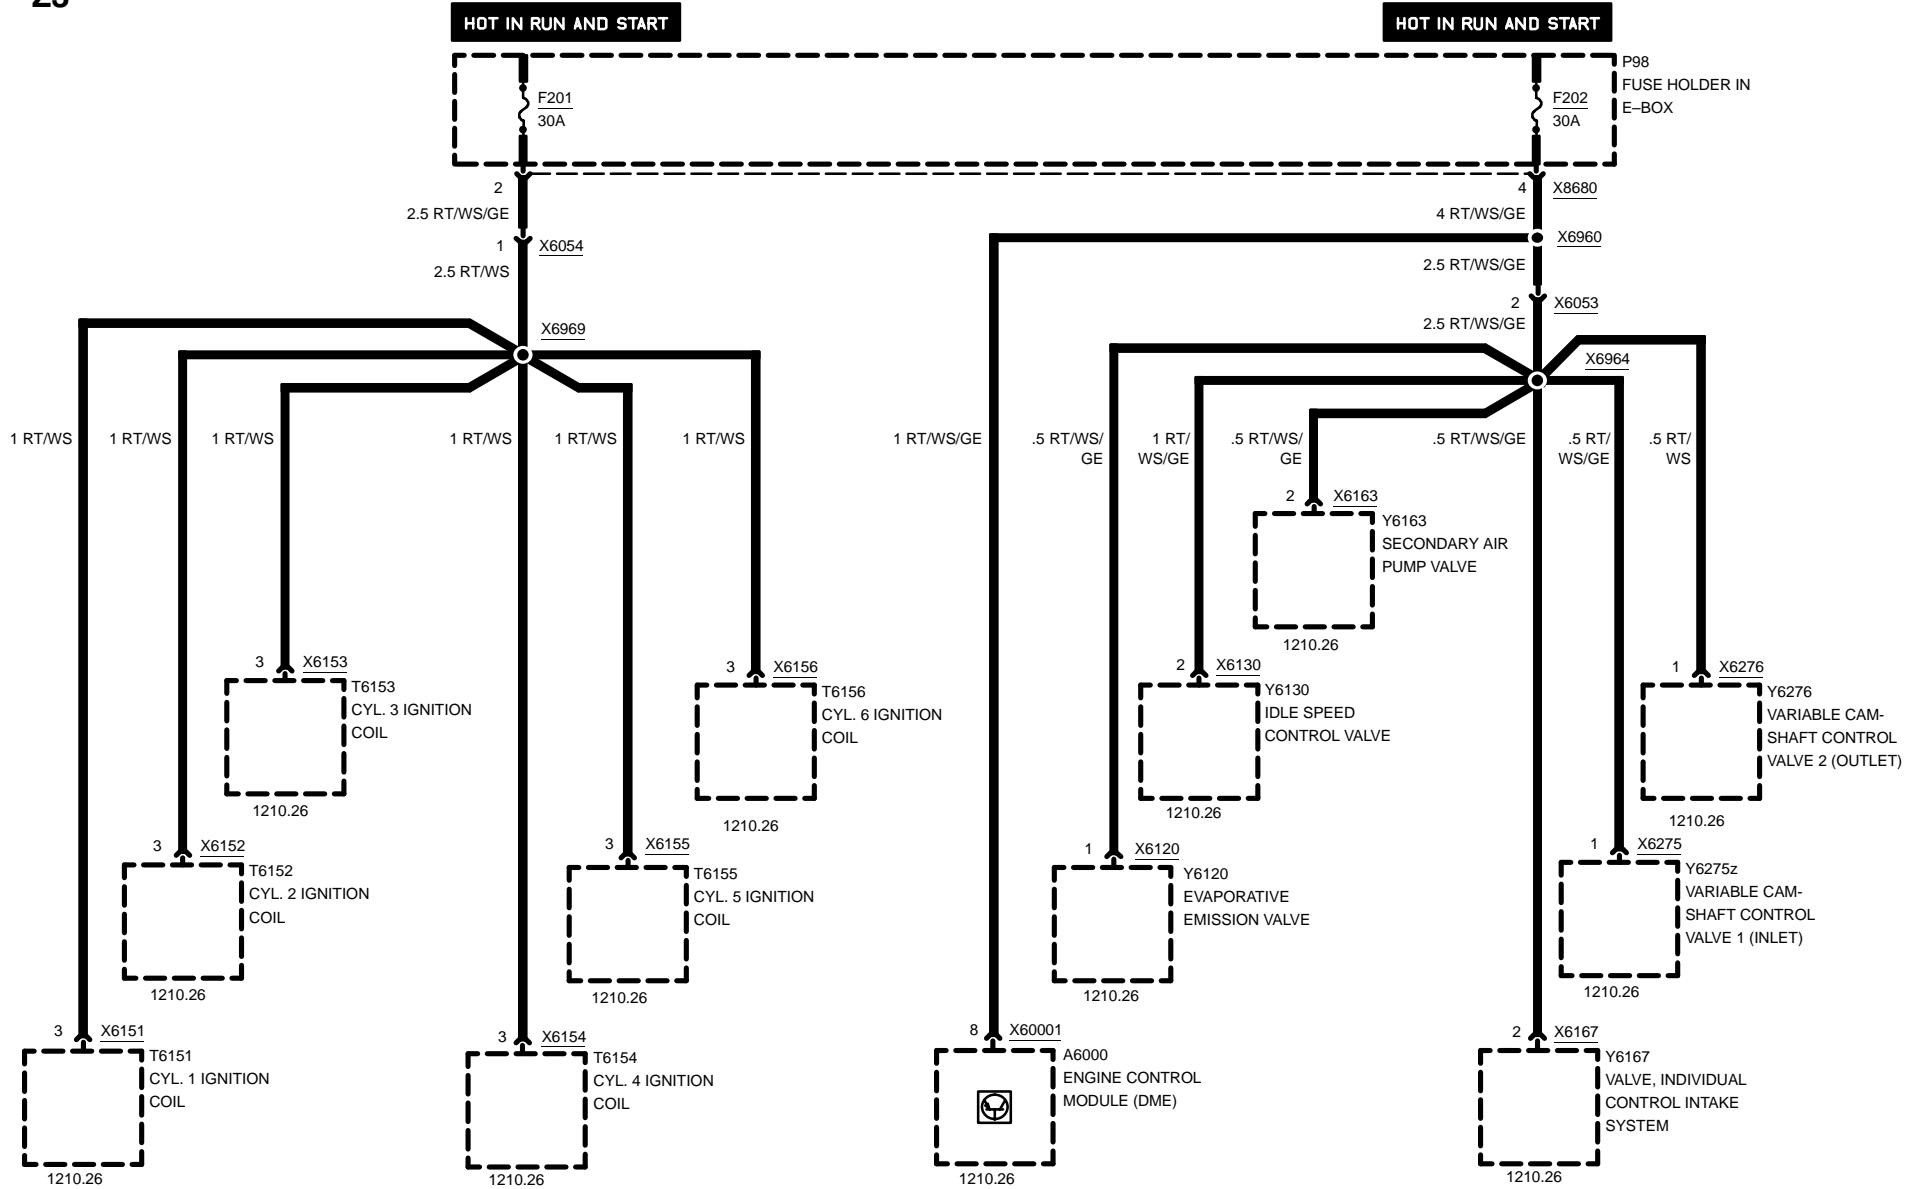 HOT IN RUN AND START
HOT IN RUN AND START
P98
FUSE HOLDER IN
E–BOX
F201
30A
F202
30A
2
4
X8680
2.5 RT/WS/GE
4 RT/WS/GE
1
X6054
X6960
2.5 RT/WS
2.5 RT/WS/GE
2
X6053
2.5 RT/WS/GE
X6969
X6964
1 RT/WS
1 RT/WS
1 RT/WS
1 RT/WS
1 RT/WS
1 RT/WS
1 RT/WS/GE
.5 RT/WS/
GE
1 RT/
WS/GE
.5 RT/WS/
GE
.5 RT/WS/GE
.5 RT/
WS/GE
.5 RT/
WS
2
X6163
Y6163
SECONDARY AIR
PUMP VALVE
1210.26
3
X6153
T6153
CYL. 3 IGNITION
COIL
1210.26
3
X6156
T6156
CYL. 6 IGNITION
COIL
1210.26
2
X6130
Y6130
IDLE SPEED
CONTROL VALVE
1210.26
1
X6276
Y6276
VARIABLE CAM-
SHAFT CONTROL
VALVE 2 (OUTLET)
1210.26
3
X6152
T6152
CYL. 2 IGNITION
COIL
1210.26
3
X6155
T6155
CYL. 5 IGNITION
COIL
1210.26
1
X6120
Y6120
EVAPORATIVE
EMISSION VALVE
1210.26
1
X6275
Y6275z
VARIABLE CAM-
SHAFT CONTROL
VALVE 1 (INLET)
1210.26
3
X6151
T6151
CYL. 1 IGNITION
COIL
1210.26
3
X6154
T6154
CYL. 4 IGNITION
COIL
1210.26
8
X60001
A6000
ENGINE CONTROL
MODULE (DME)
1210.26
2
X6167
Y6167
VALVE, INDIVIDUAL
CONTROL INTAKE
SYSTEM
1210.26